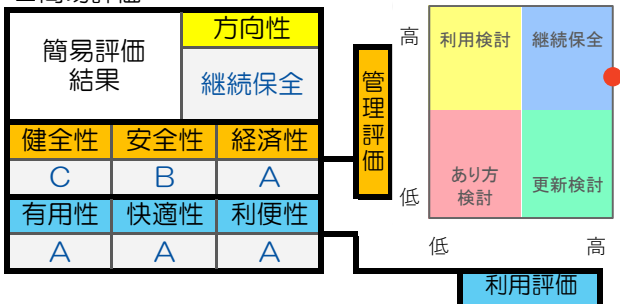 簡易評価
結果
方向性
継続保全
健全性 安全性 経済性
C B A
有用性 快適性 利便性
A A A
管理評価
高
低
利用検討 継続保全
あり方
検討
更新検討
低 高
利用評価